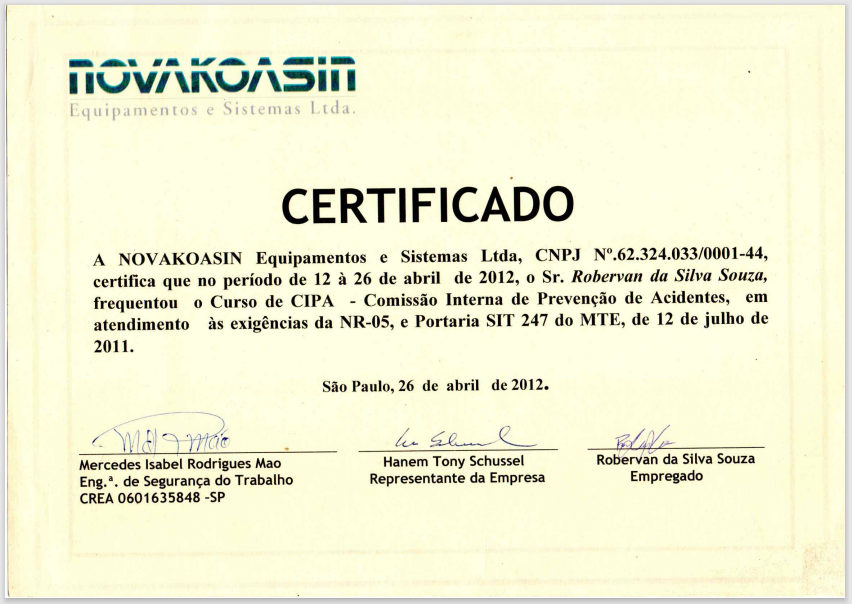 NOVAKOASIN
Equipamentos e Sistemas Ltda.
CERTIFICADO
A NOVAKOASIN Equipamentos e Sistemas Ltda, CNPJ Nº.62.324.033/0001-44,
certifica que no período de 12 à 26 de abril de 2012, o Sr. Robervan da Silva Souza,
frequentou o Curso de CIPA - Comissão Interna de Prevenção de Acidentes, em
atendimento às exigências da NR-05, e Portaria SIT 247 do MTE, de 12 de julho de
2011.
São Paulo, 26 de abril de 2012.
Mercedes Isabel Rodrigues Mao
Eng.ª. de Segurança do Trabalho
CREA 0601635848 -SP
Hanem Tony Schussel
Representante da Empresa
Robervan da Silva Souza
Empregado